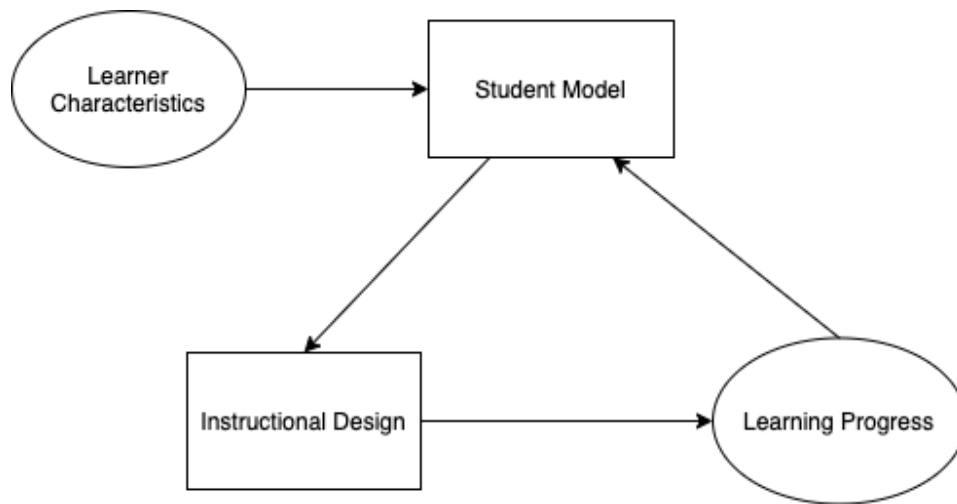 Learner
Characteristics
Student Model
Instructional Design
Learning Progress